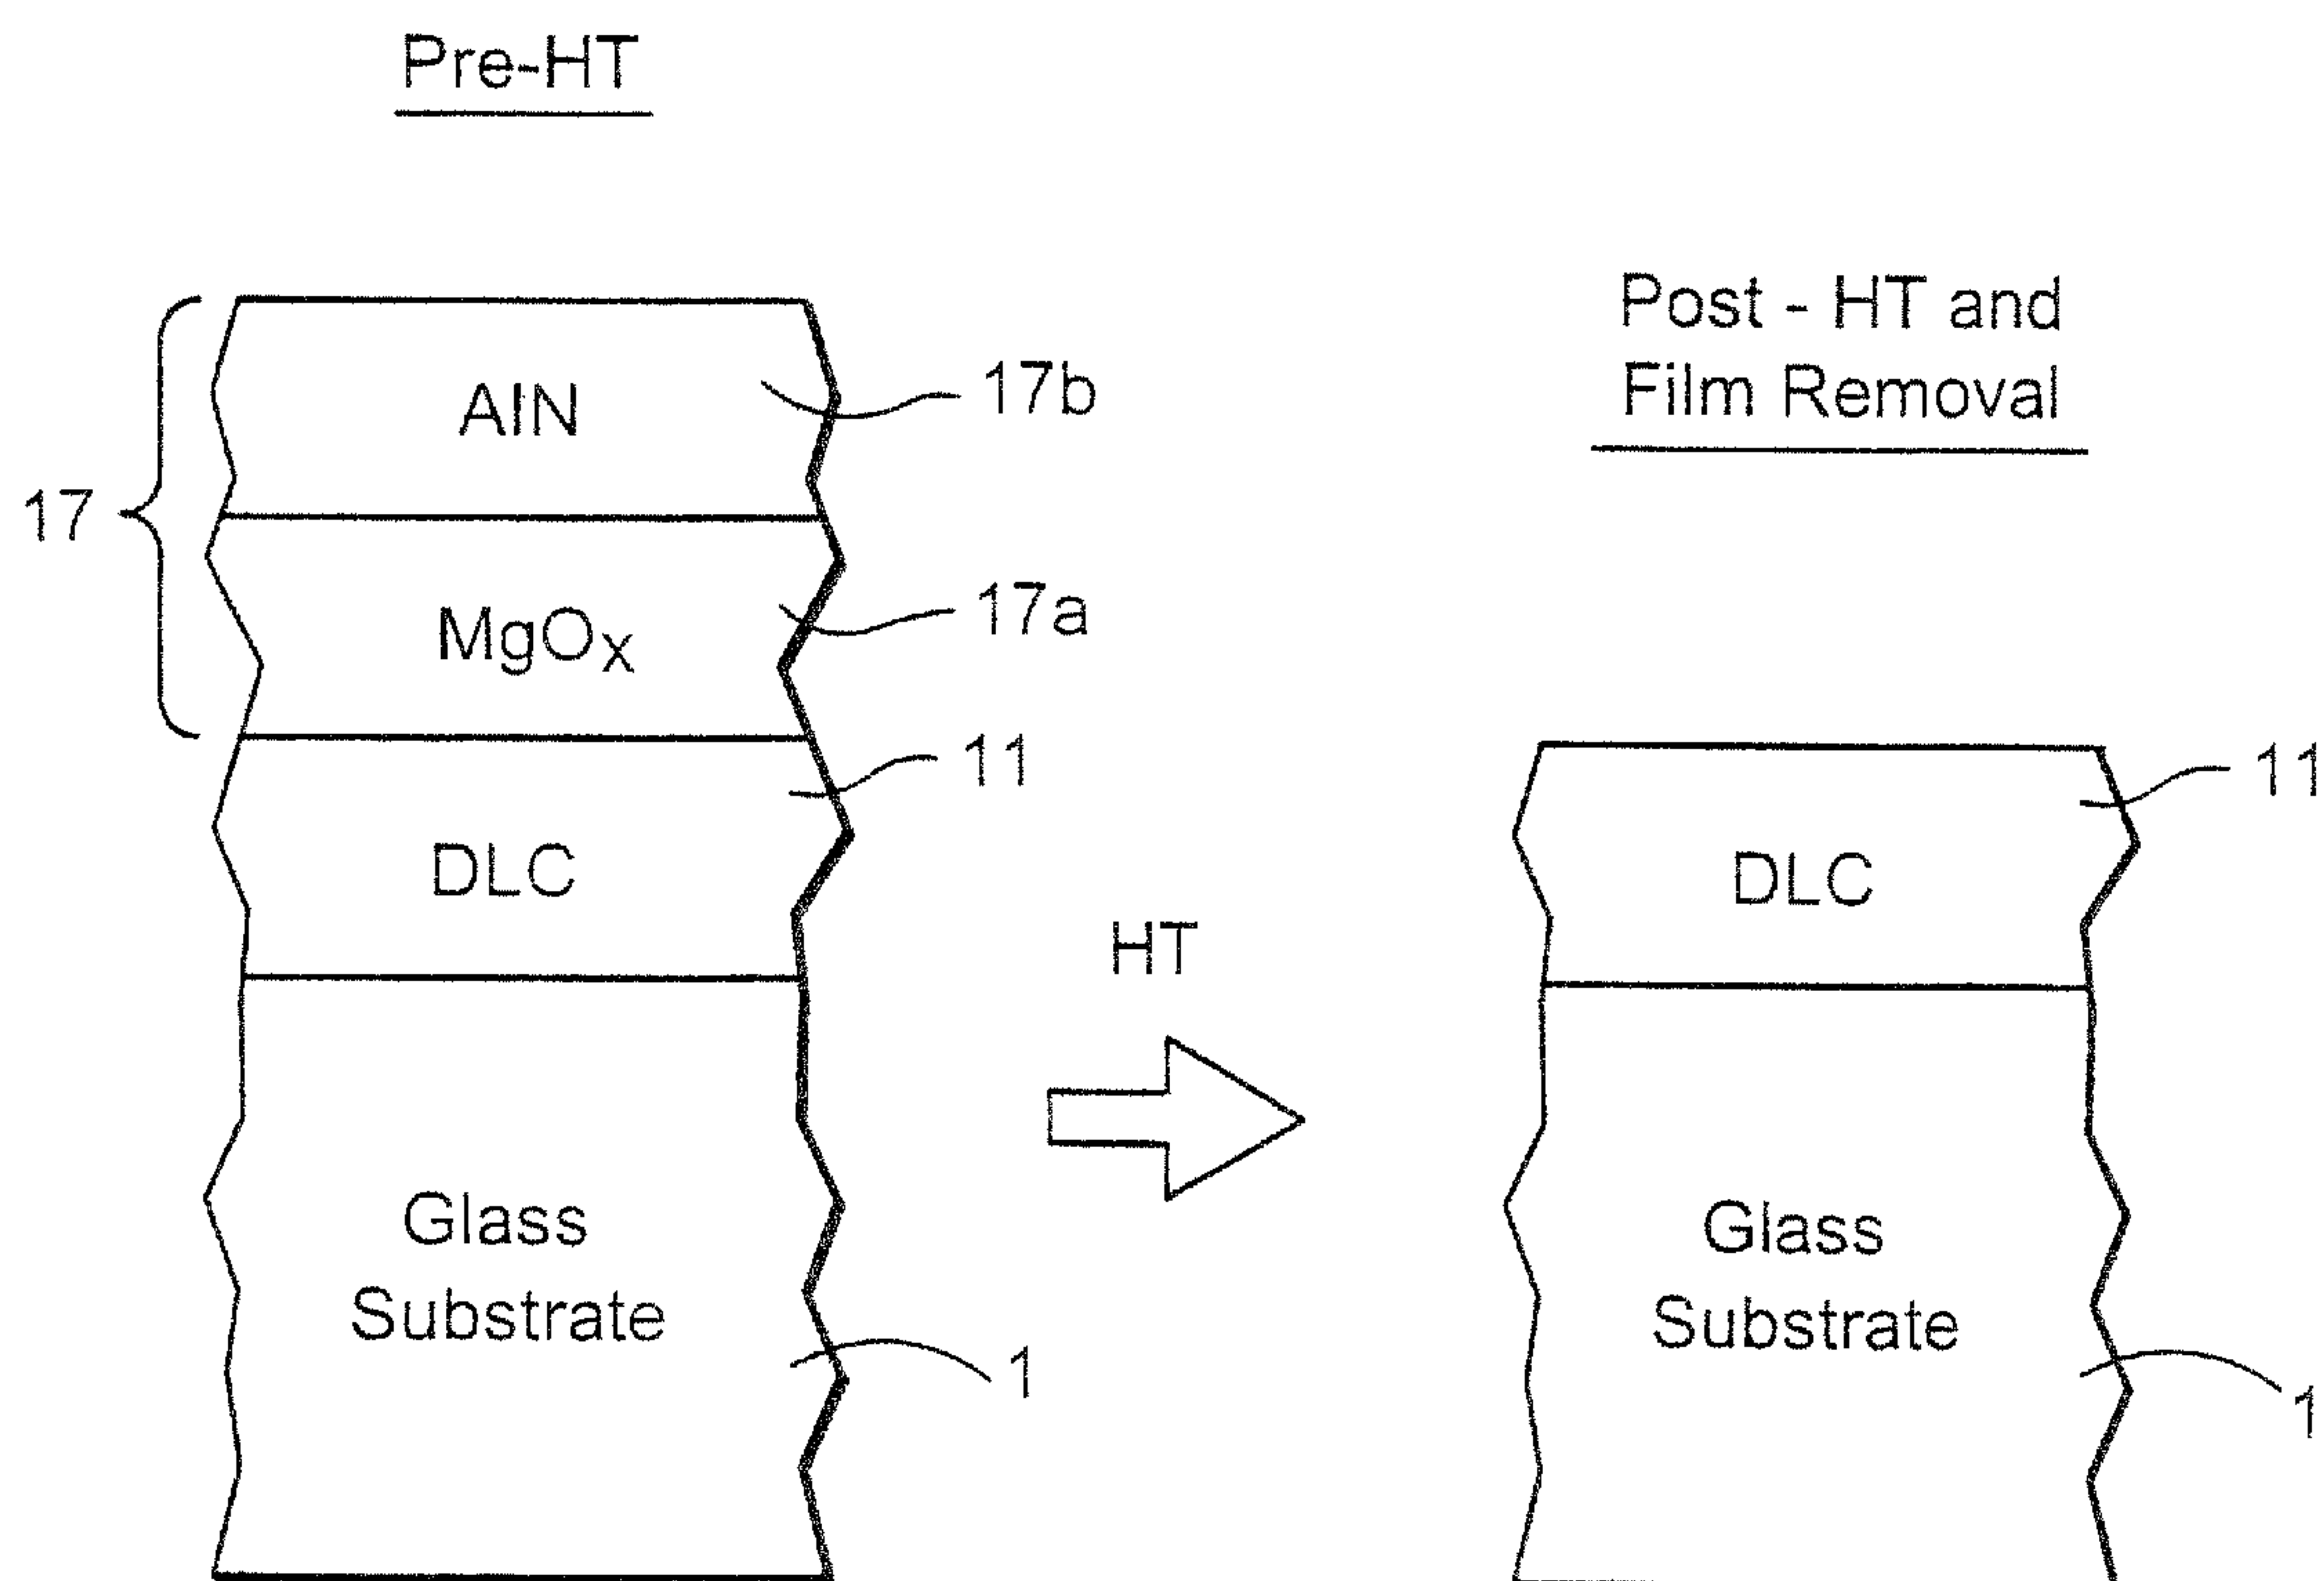 Pre-HT
Post - HT and
Film Removal
17
AlN
17b
MgOx
17a
11
DLC
HT
Glass
Substrate
1
11
DLC
Glass
Substrate
1